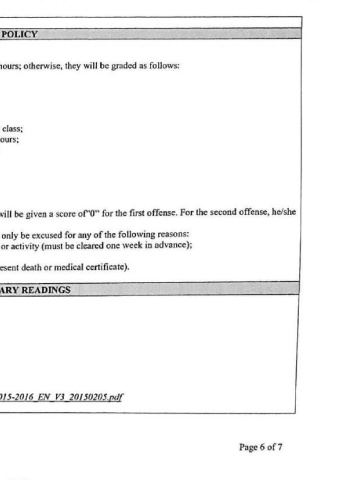 POLICY
hours; otherwise, they will be graded as follows:
class;
ours;
will be given a score of"0" for the first offense. For the second offense, he/she
only be excused for any of the following reasons:
or activity (must be cleared one week in advance);
esent death or medical certificate).
ARY READINGS
015-2016_EN_V3_20150205.pdf
Page 6 of 7